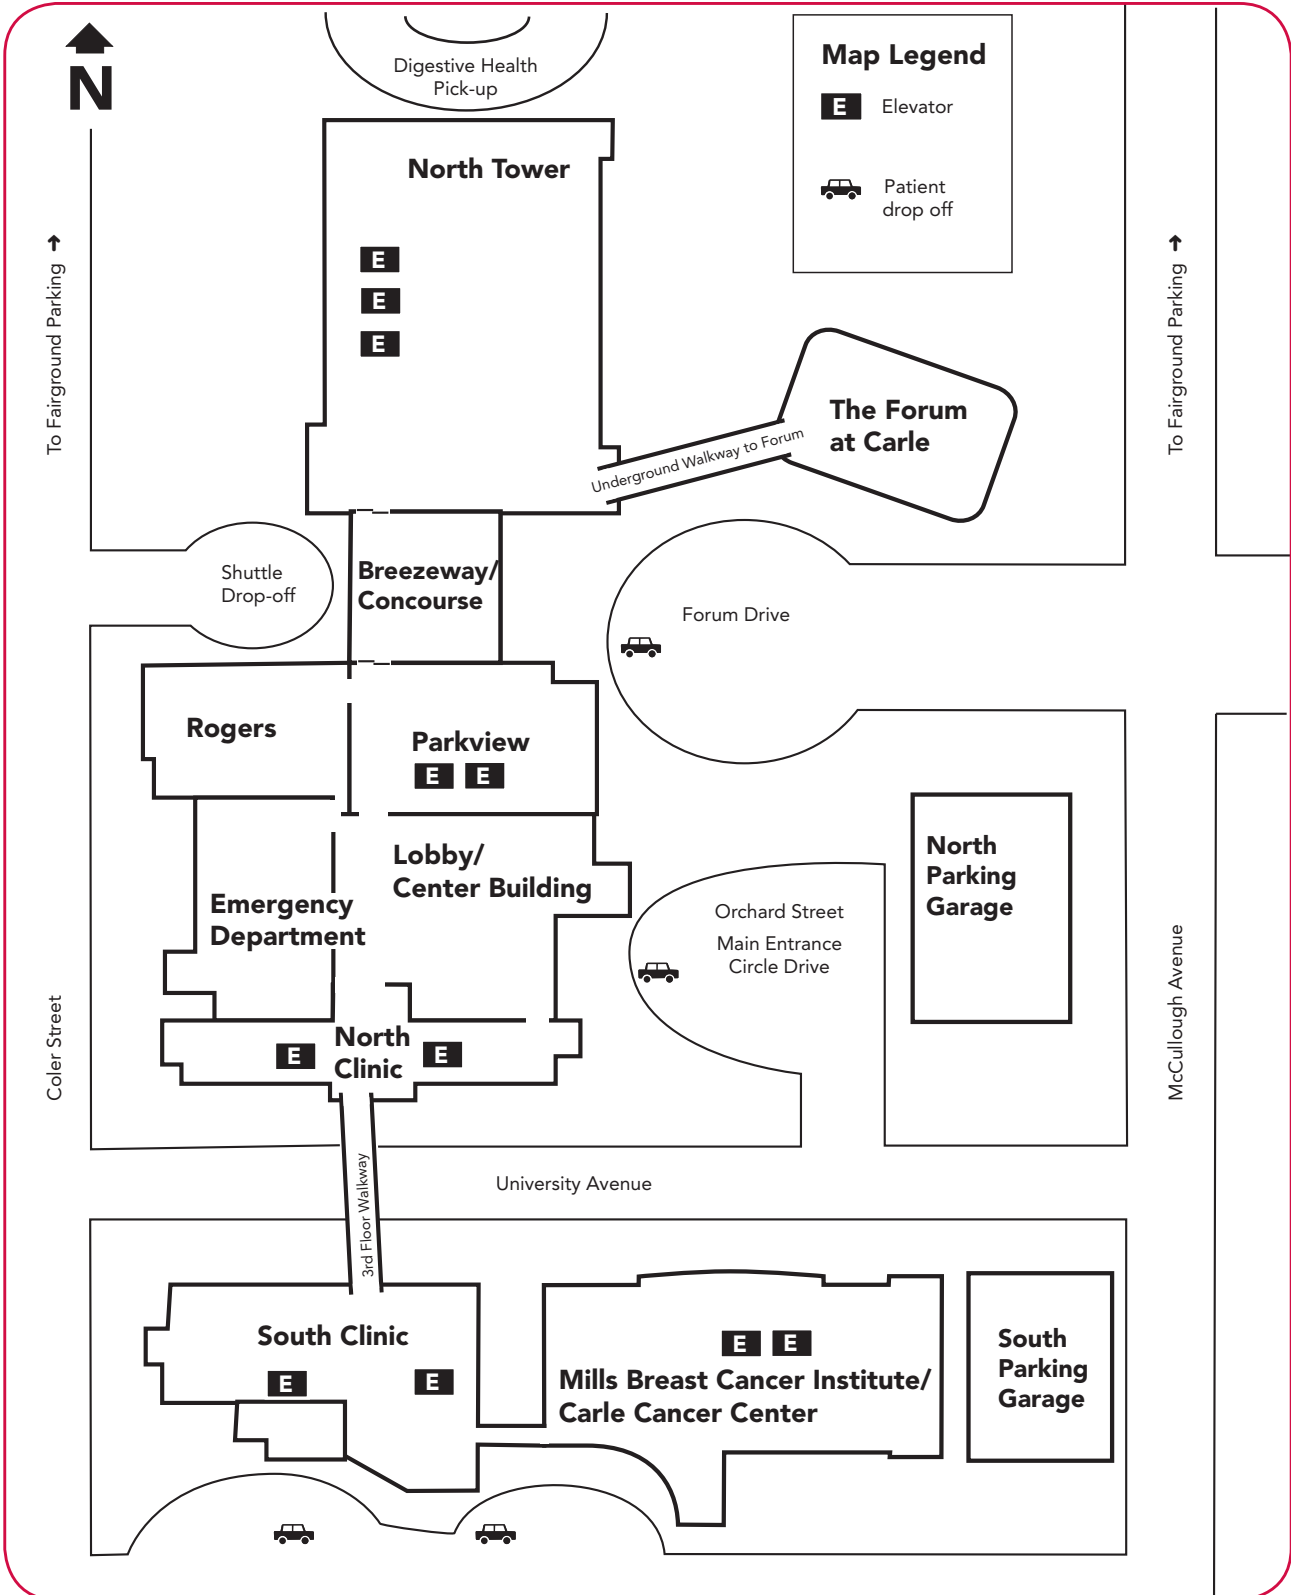 N
Digestive Health
Pick-up
Map Legend
E Elevator
Patient
drop off
North Tower
E
E
E
To Fairground Parking →
To Fairground Parking →
The Forum
at Carle
Underground Walkway to Forum
Shuttle
Drop-off
Breezeway/
Concourse
Forum Drive
Rogers
Parkview
E E
Lobby/
Center Building
North
Parking
Garage
Emergency
Department
Orchard Street
Main Entrance
Circle Drive
Coler Street
McCullough Avenue
North
Clinic
E E
3rd Floor Walkway
University Avenue
South Clinic
E E
E E
Mills Breast Cancer Institute/
Carle Cancer Center
South
Parking
Garage